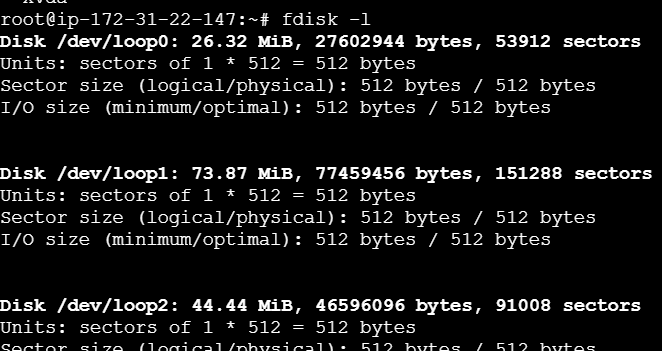 xvda
root@ip-172-31-22-147:~# fdisk -l
Disk /dev/loop0: 26.32 MiB, 27602944 bytes, 53912 sectors
Units: sectors of 1 * 512 = 512 bytes
Sector size (logical/physical): 512 bytes / 512 bytes
I/O size (minimum/optimal): 512 bytes / 512 bytes
Disk /dev/loop1: 73.87 MiB, 77459456 bytes, 151288 sectors
Units: sectors of 1 * 512 = 512 bytes
Sector size (logical/physical): 512 bytes / 512 bytes
I/O size (minimum/optimal): 512 bytes / 512 bytes
Disk /dev/loop2: 44.44 MiB, 46596096 bytes, 91008 sectors
Units: sectors of 1 * 512 = 512 bytes
Sector size (logical/physical): 512 bytes / 512 bytes